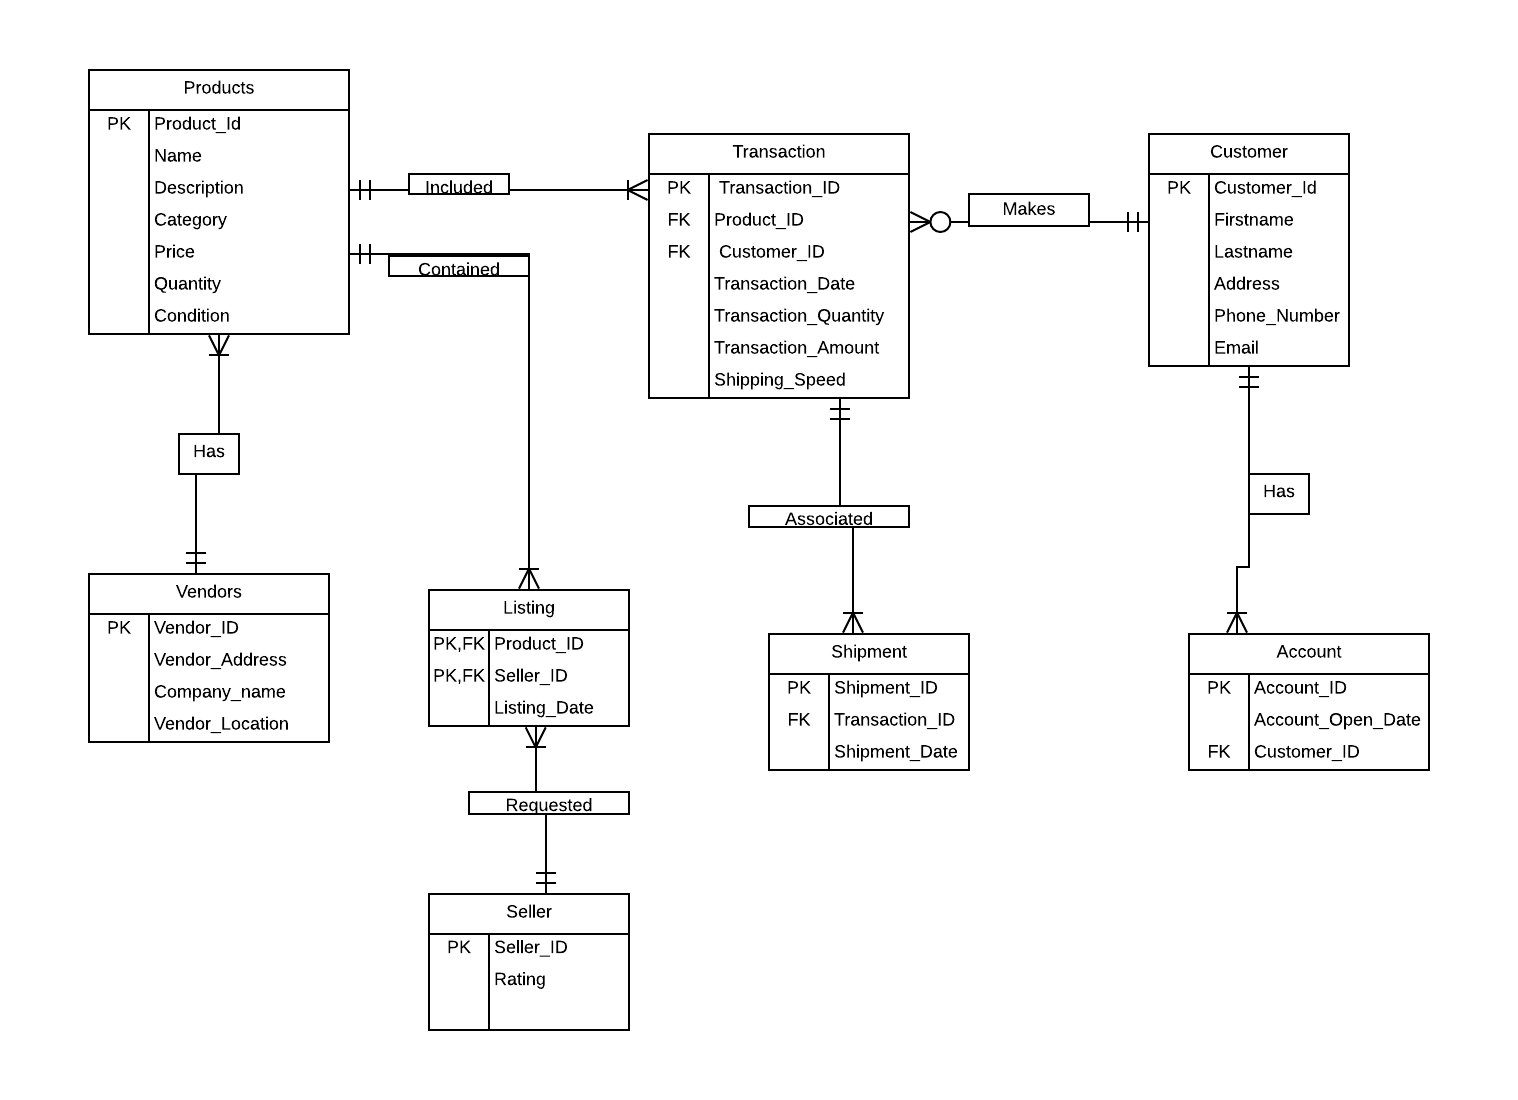 Products
PK Product_Id
Name
Description
Category
Price
Quantity
Condition
Included
Contained
Transaction
PK Transaction_ID
FK Product_ID
FK Customer_ID
Transaction_Date
Transaction_Quantity
Transaction_Amount
Shipping_Speed
Makes
Customer
PK Customer_Id
Firstname
Lastname
Address
Phone_Number
Email
Has
Associated
Has
Vendors
PK Vendor_ID
Vendor_Address
Company_name
Vendor_Location
Listing
PK,FK Product_ID
PK,FK Seller_ID
Listing_Date
Shipment
PK Shipment_ID
FK Transaction_ID
Shipment_Date
Account
PK Account_ID
Account_Open_Date
FK Customer_ID
Requested
Seller
PK Seller_ID
Rating